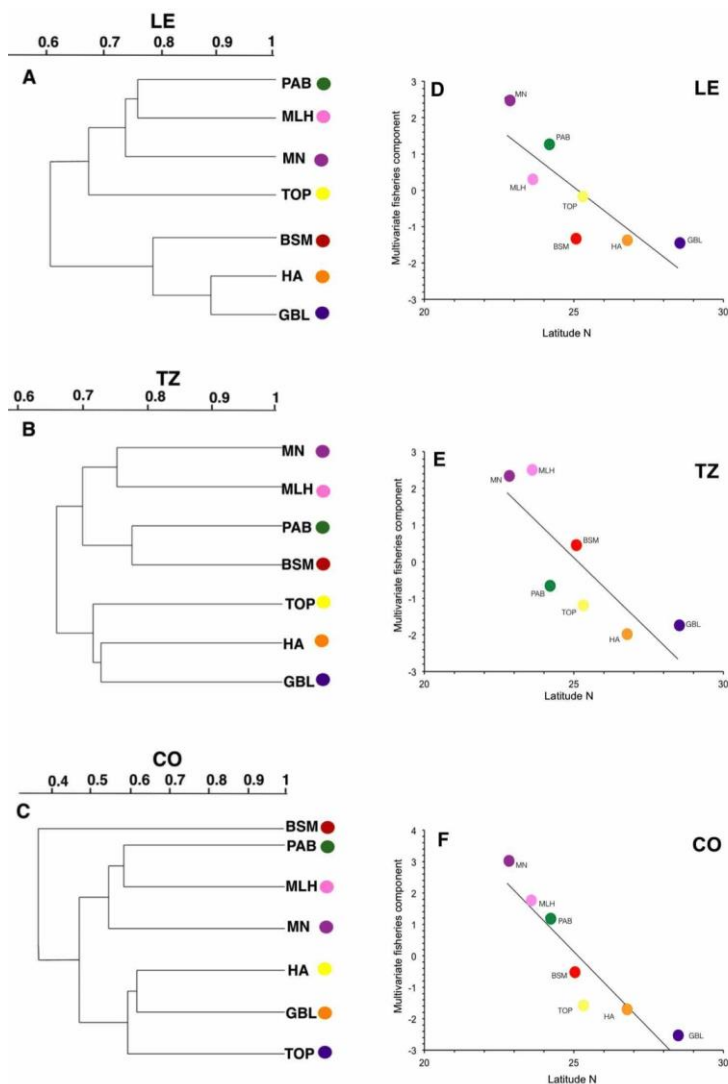 LE
0.6 0.7 0.8 0.9 1
A
PAB
MLH
MN
TOP
BSM
HA
GBL
D LE
Multivariate fisheries component
3
2
1
0
-1
-2
-3
MN
PAB
MLH
TOP
BSM
HA
GBL
20 25 30
Latitude N
TZ
0.6 0.7 0.8 0.9 1
B
MN
MLH
PAB
BSM
TOP
HA
GBL
E TZ
Multivariate fisheries component
3
2
1
0
-1
-2
-3
MN
MLH
BSM
PAB
TOP
HA
GBL
20 25 30
Latitude N
CO
0.4 0.5 0.6 0.7 0.8 0.9 1
C
BSM
PAB
MLH
MN
HA
GBL
TOP
F CO
Multivariate fisheries component
4
3
2
1
0
-1
-2
-3
MN
MLH
PAB
BSM
TOP
HA
GBL
20 25 30
Latitude N